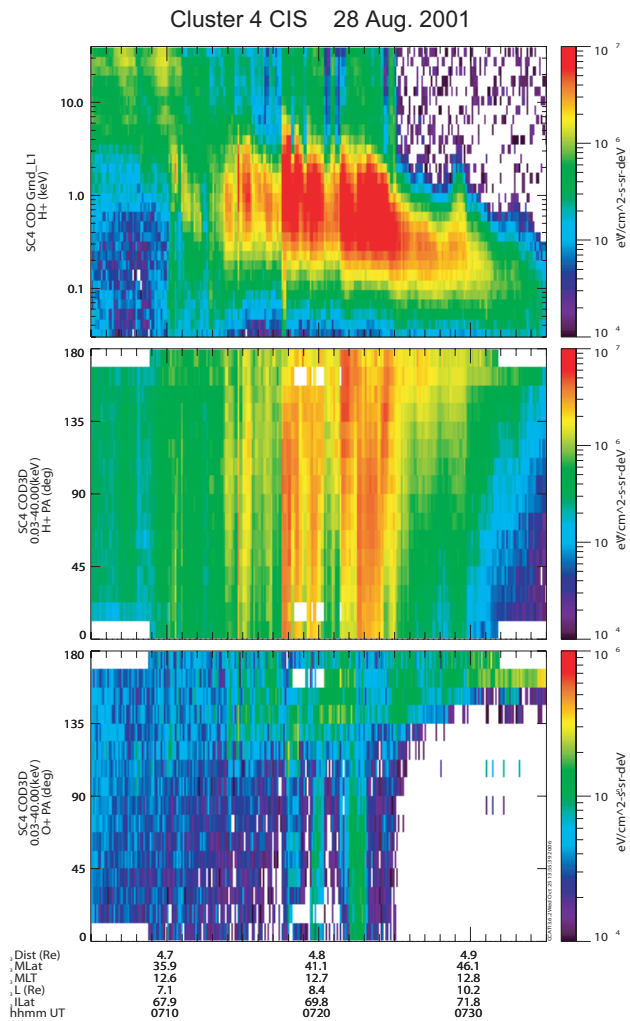 Cluster 4 CIS 28 Aug. 2001
SC4 COD Grnd_L1
H+ (keV)
10.0
1.0
0.1
10 7
10 6
10 5
10 4
eV/cm^2-s-sr-deV
SC4 COD3D
0.03-40.00(keV)
H+ PA (deg)
180
135
90
45
0
10 7
10 6
10 5
10 4
eV/cm^2-s-sr-deV
SC4 COD3D
0.03-40.00(keV)
O+ PA (deg)
180
135
90
45
0
10 6
10 5
10 4
eV/cm^2-s-sr-deV
Dist (Re) 4.7 4.8 4.9
MLat 35.9 41.1 46.1
MLT 12.6 12.7 12.8
L (Re) 7.1 8.4 10.2
ILat 67.9 69.8 71.8
hhmm UT 0710 0720 0730